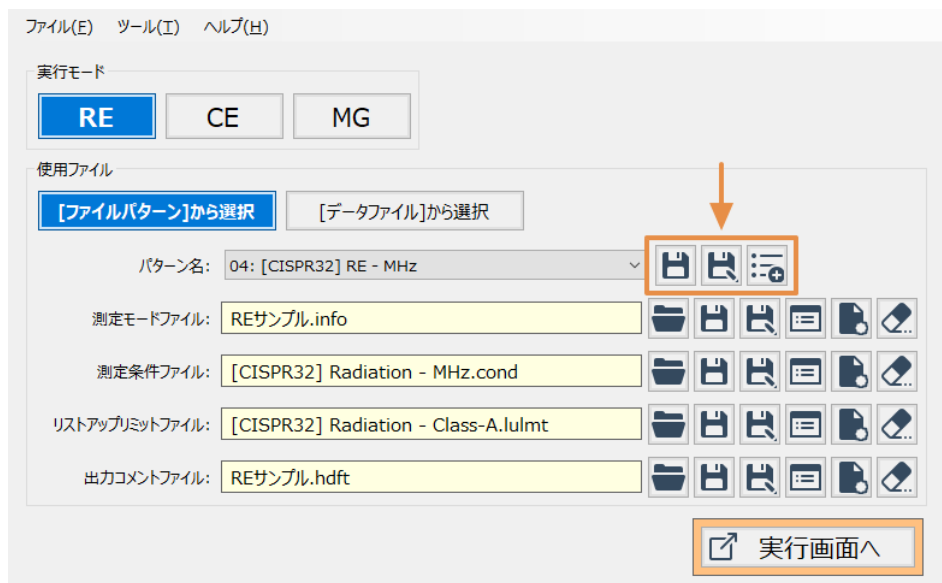 ファイル(F) ツール(T) ヘルプ(H)
実行モード
RE CE MG
使用ファイル
[ファイルパターン]から選択 [データファイル]から選択
パターン名: 04: [CISPR32] RE - MHz
測定モードファイル: REサンプル.info
測定条件ファイル: [CISPR32] Radiation - MHz.cond
リストアップリミットファイル: [CISPR32] Radiation - Class-A.lulmt
出力コメントファイル: REサンプル.hdft
実行画面へ